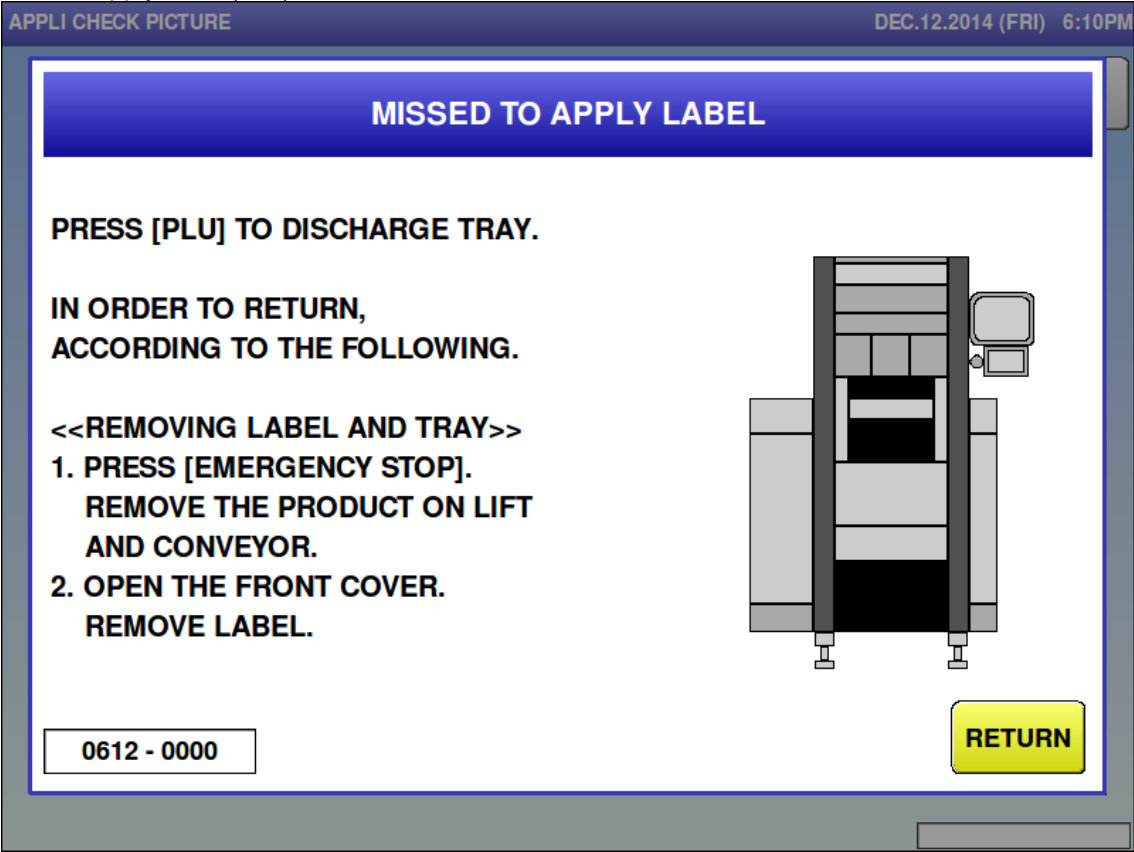 APPLI CHECK PICTURE DEC.12.2014 (FRI) 6:10PM
MISSED TO APPLY LABEL
PRESS [PLU] TO DISCHARGE TRAY.
IN ORDER TO RETURN,
ACCORDING TO THE FOLLOWING.
<<REMOVING LABEL AND TRAY>>
1. PRESS [EMERGENCY STOP].
REMOVE THE PRODUCT ON LIFT
AND CONVEYOR.
2. OPEN THE FRONT COVER.
REMOVE LABEL.
0612 - 0000
RETURN